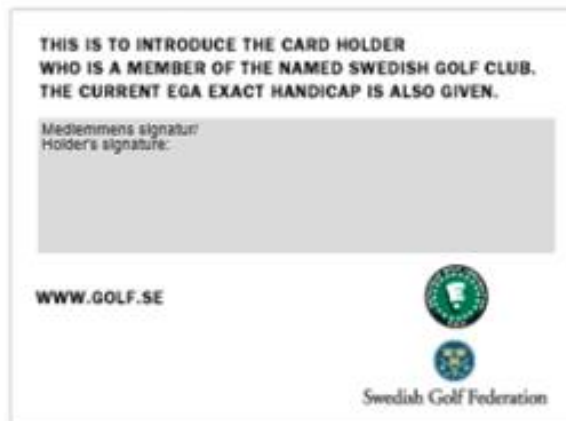 THIS IS TO INTRODUCE THE CARD HOLDER
WHO IS A MEMBER OF THE NAMED SWEDISH GOLF CLUB.
THE CURRENT EGA EXACT HANDICAP IS ALSO GIVEN.
Medlemmens signatur/
Holder's signature:
WWW.GOLF.SE
Swedish Golf Federation